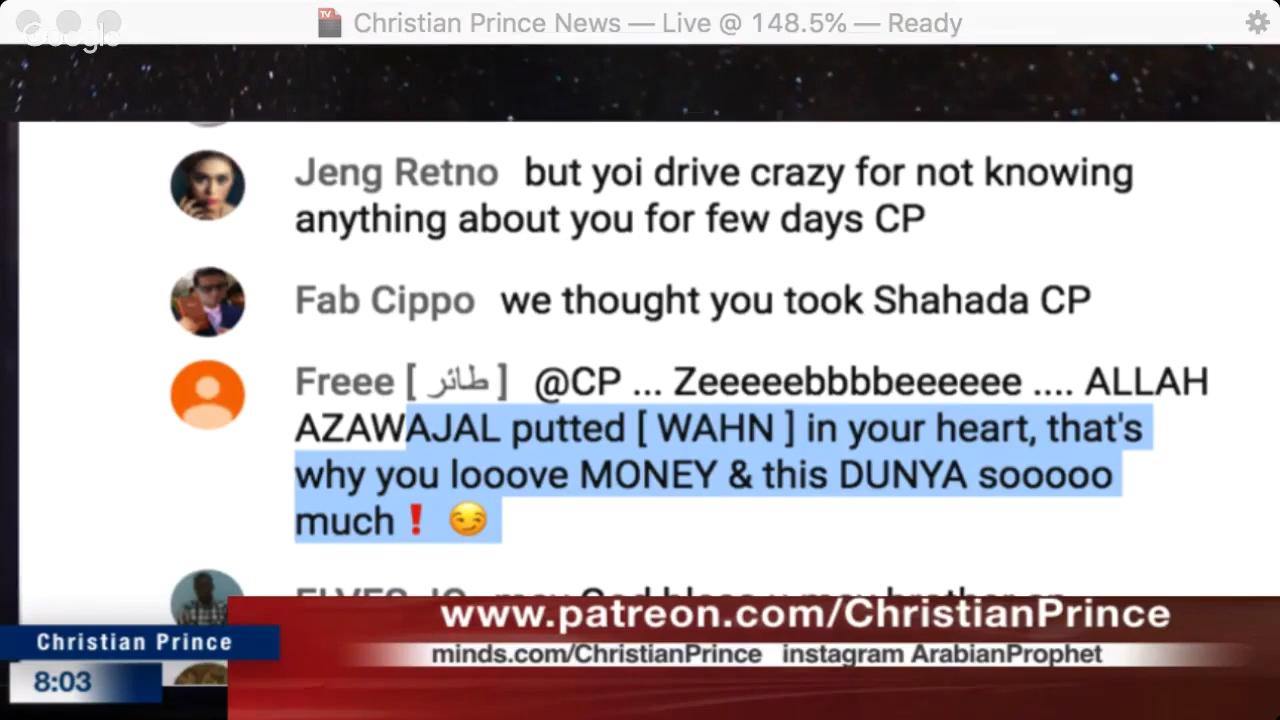 Christian Prince News — Live @ 148.5% — Ready
Google
Jeng Retno but yoi drive crazy for not knowing
anything about you for few days CP
Fab Cippo we thought you took Shahada CP
Freee [ طائر ] @CP ... Zeeeeebbbbeeeeee .... ALLAH
AZAWAJAL putted [ WAHN ] in your heart, that's
why you looove MONEY & this DUNYA sooooo
much❗ 😏
www.patreon.com/ChristianPrince
Christian Prince
minds.com/ChristianPrince instagram ArabianProphet
8:03